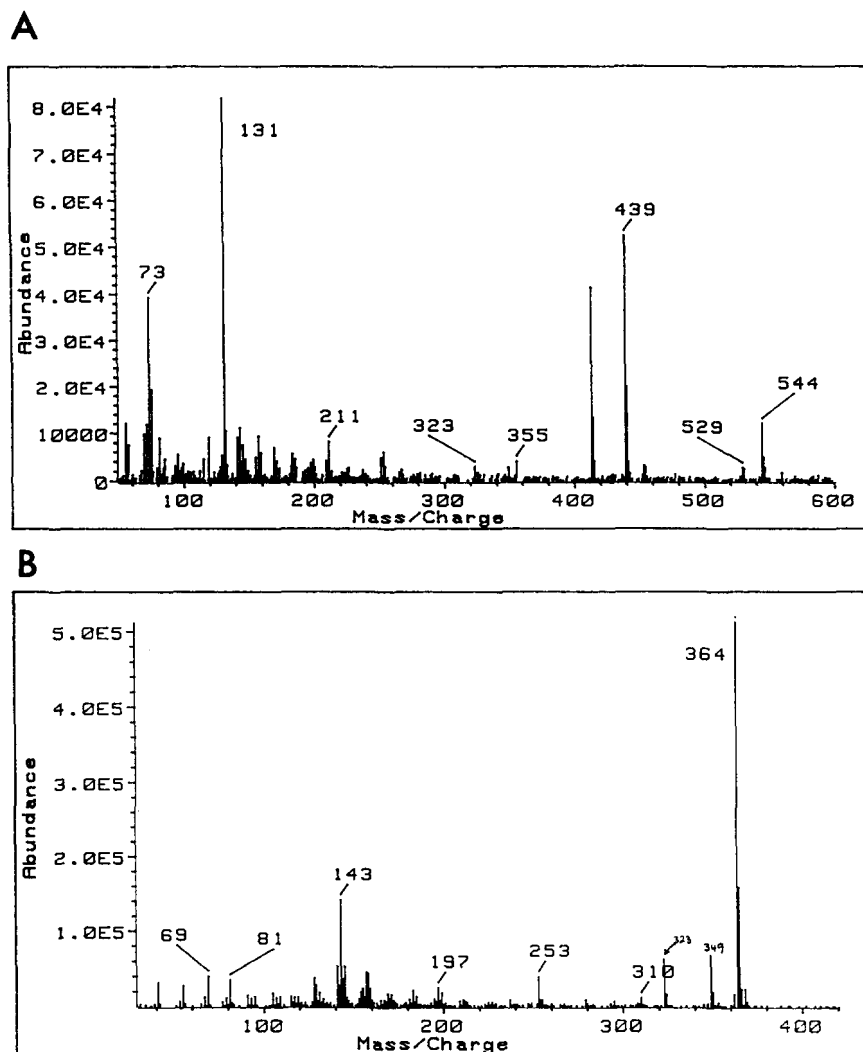 A
8.0E4
7.0E4
6.0E4
5.0E4
4.0E4
3.0E4
2.0E4
10000
0
Abundance
131
73
439
211
323
355
529
544
100
200
300
400
500
600
Mass/Charge
B
5.0E5
4.0E5
3.0E5
2.0E5
1.0E5
Abundance
364
143
69
81
197
253
310
323
349
100
200
300
400
Mass/Charge